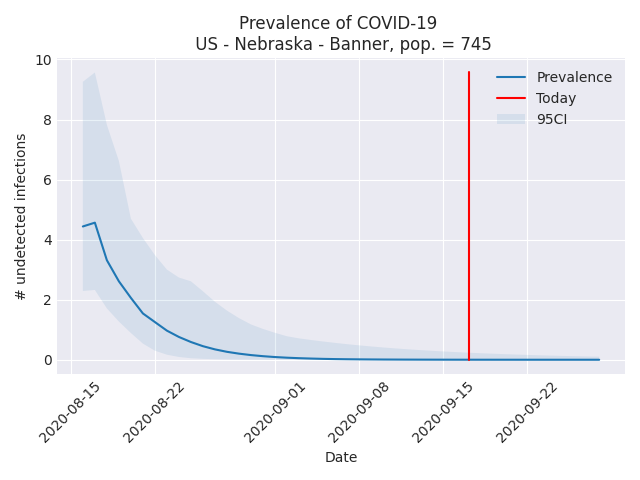 Prevalence of COVID-19
US - Nebraska - Banner, pop. = 745
10
8
6
4
2
0
# undetected infections
Prevalence
Today
95CI
2020-08-15
2020-08-22
2020-09-01
2020-09-08
2020-09-15
2020-09-22
Date